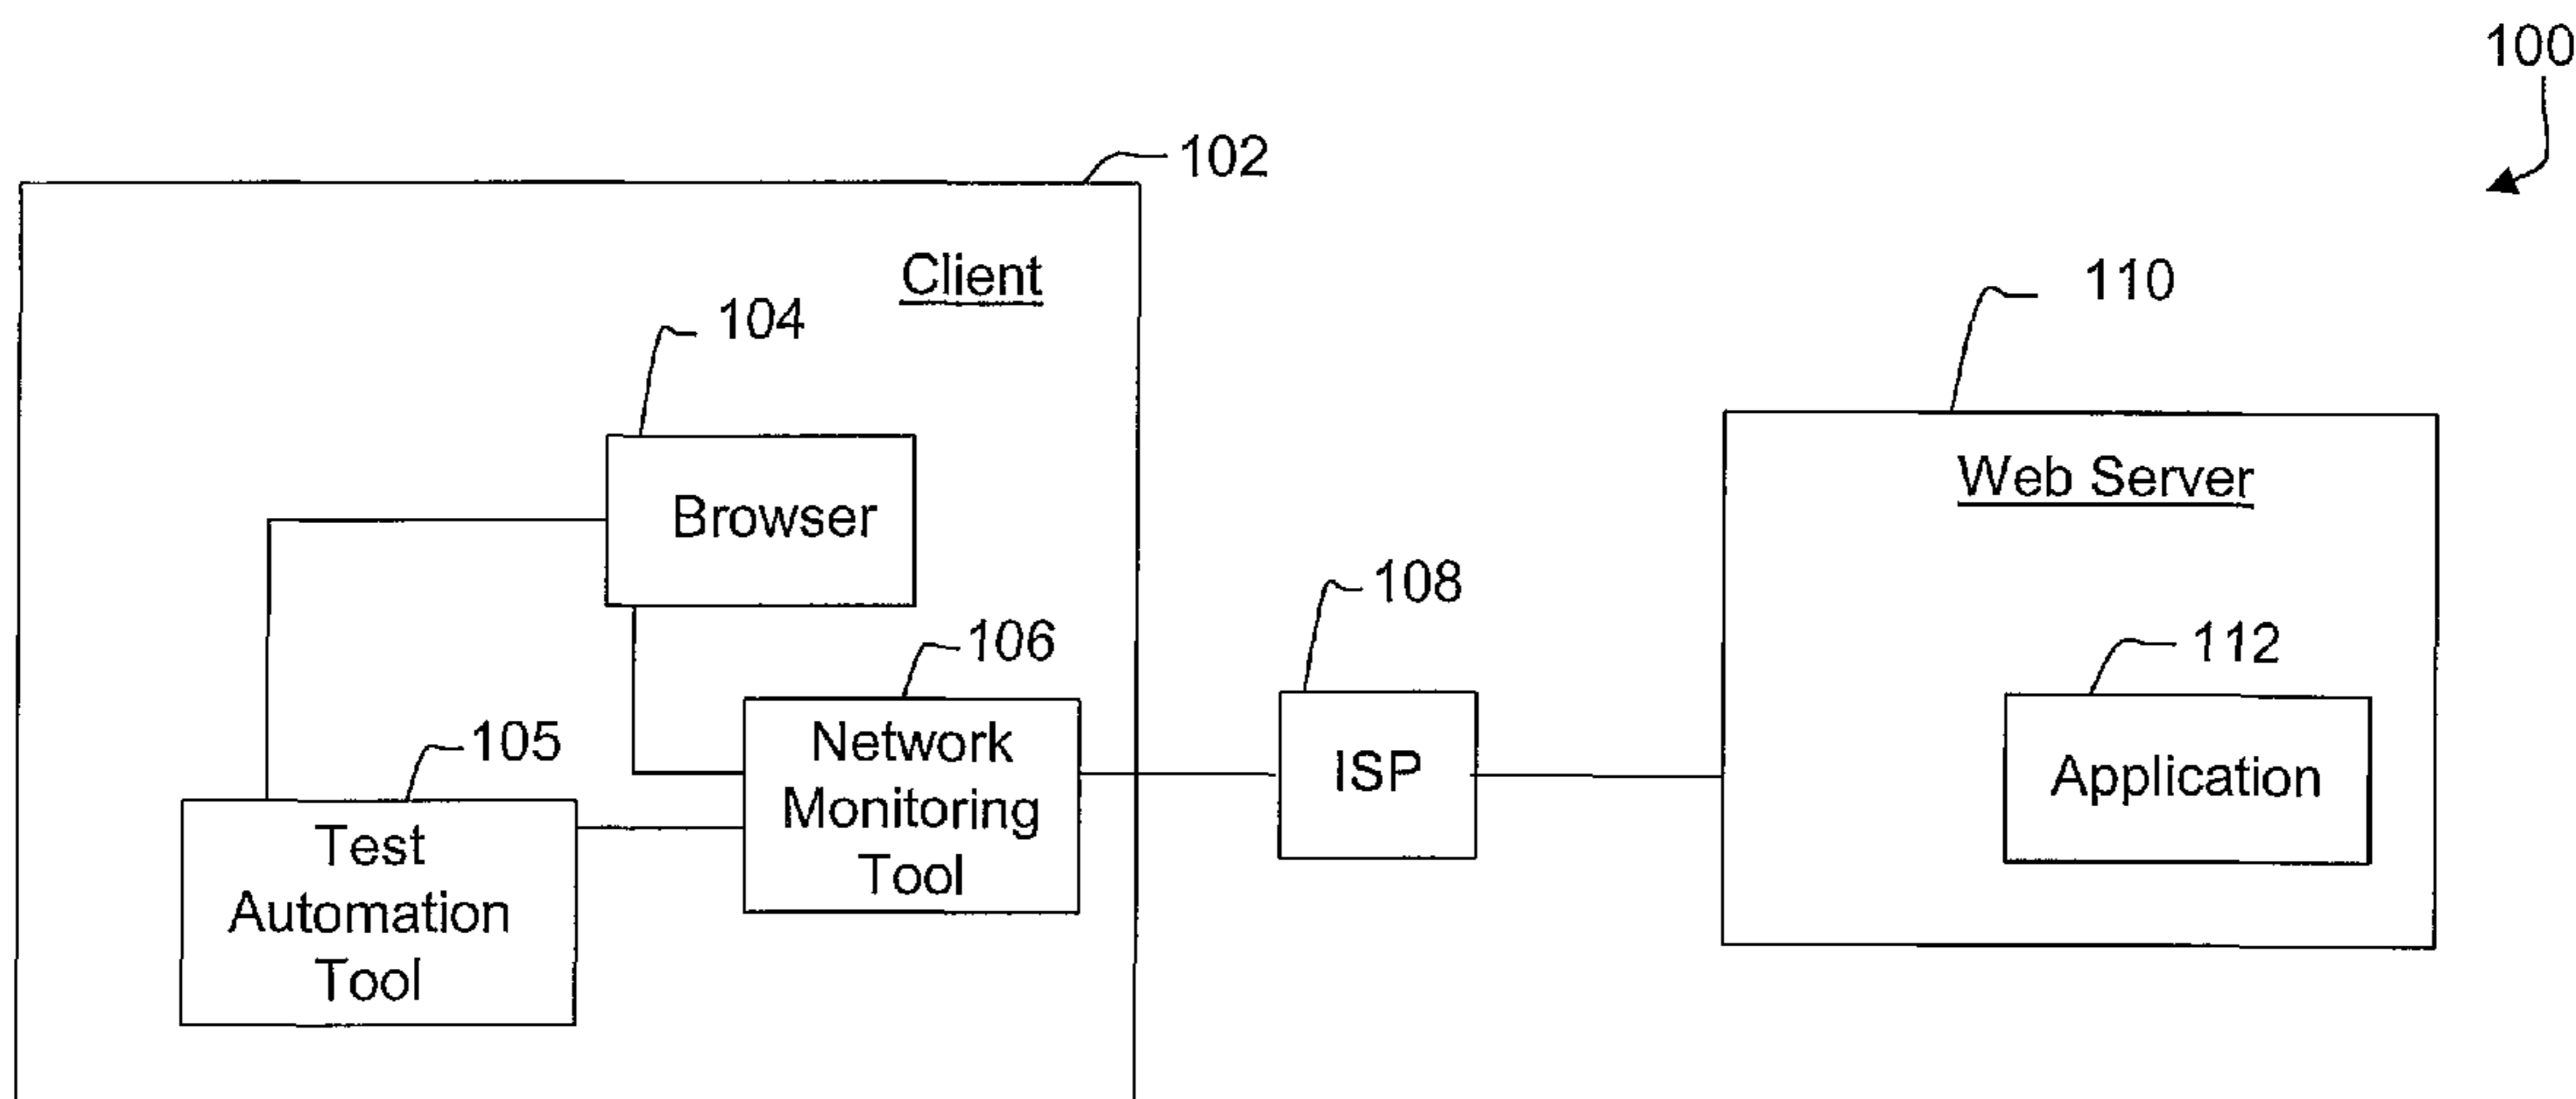 100
102
Client
104
110
Browser
Web Server
108
106
112
105
Network
Monitoring
Tool
ISP
Application
Test
Automation
Tool